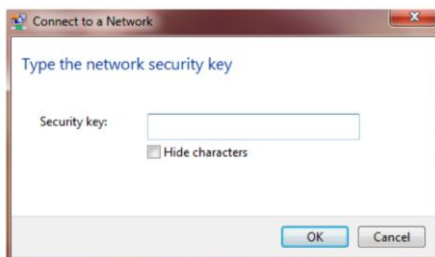 Connect to a Network
Type the network security key
Security key:
Hide characters
OK Cancel